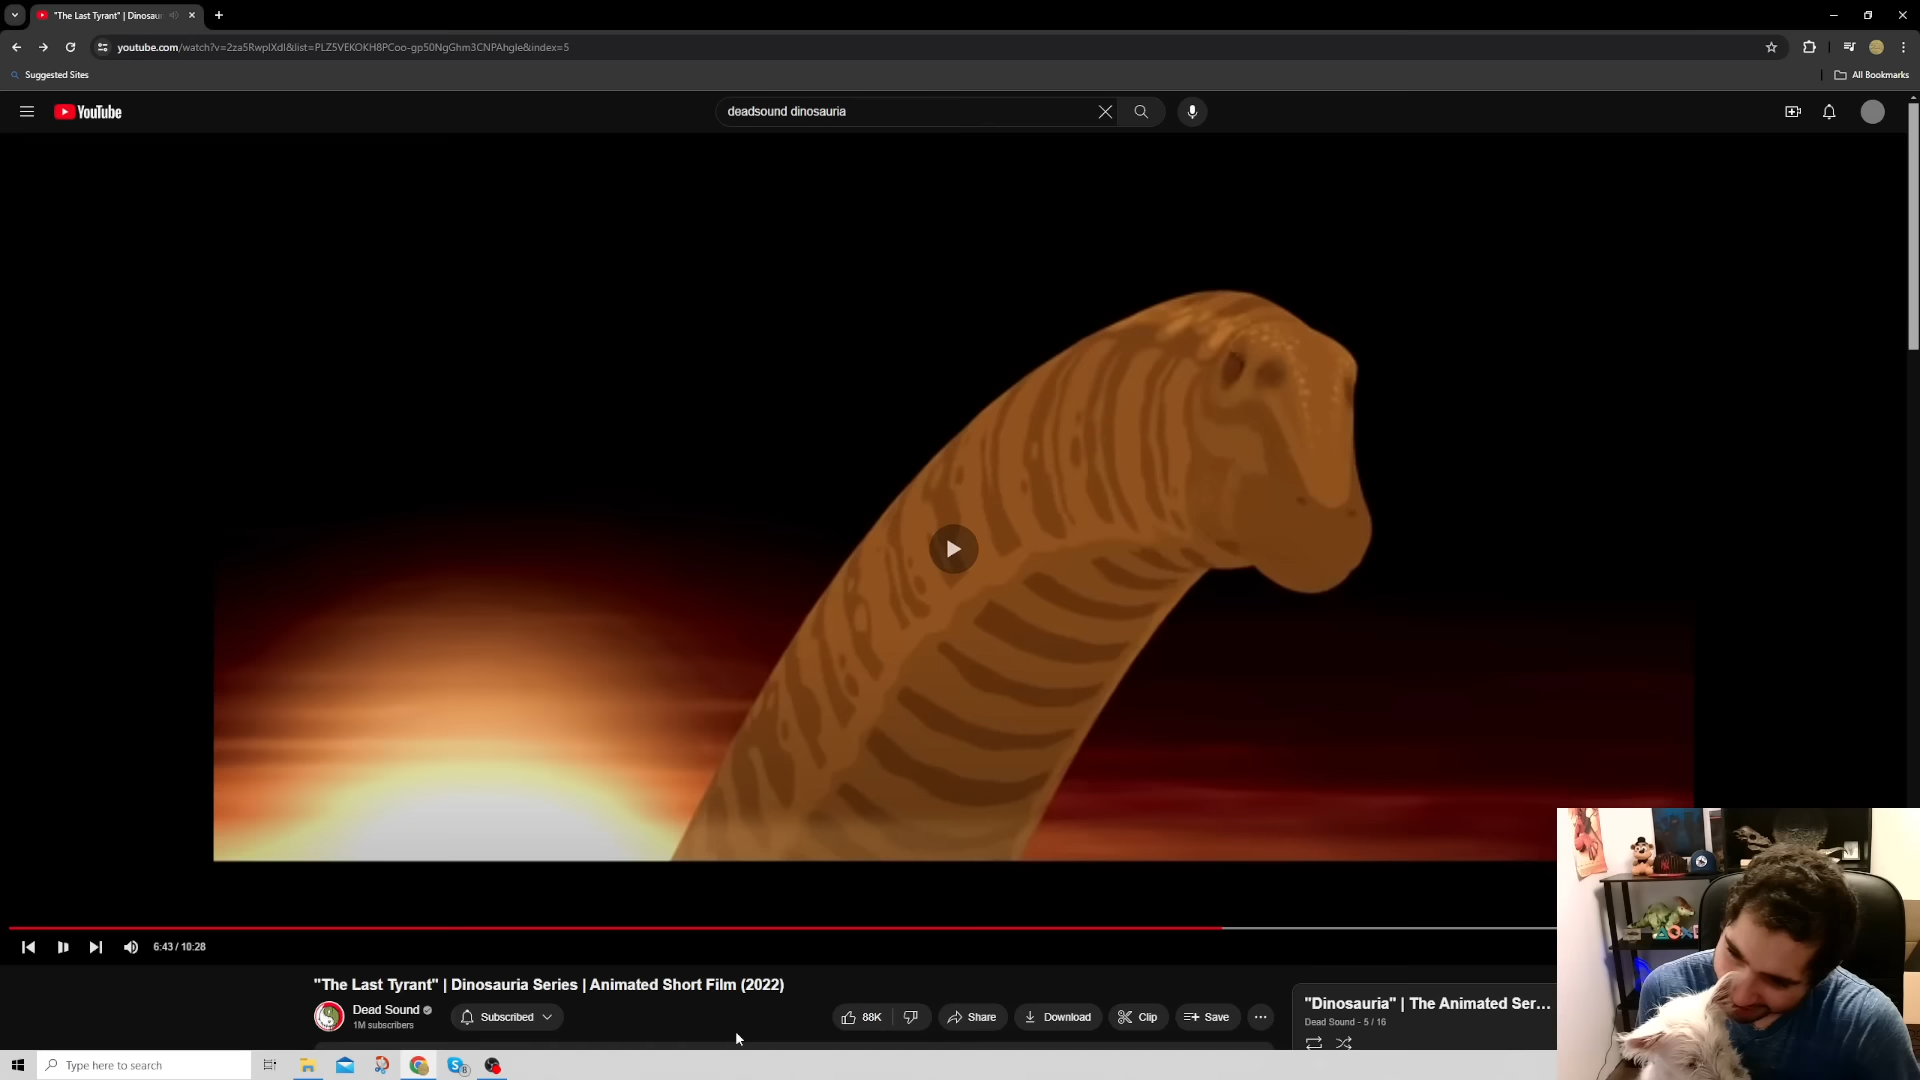 "The Last Tyrant" | Dinosaur
youtube.com/watch?v=2za5RwpIXdI&list=PLZ5VEKOKH8PCoo-gp50NgGhm3CNPAhgle&index=5
Suggested Sites
All Bookmarks
YouTube
deadsound dinosauria
6:43 / 10:28
"The Last Tyrant" | Dinosauria Series | Animated Short Film (2022)
Dead Sound
1M subscribers
Subscribed
88K
Share
Download
Clip
Save
"Dinosauria" | The Animated Ser...
Dead Sound - 5 / 16
Type here to search